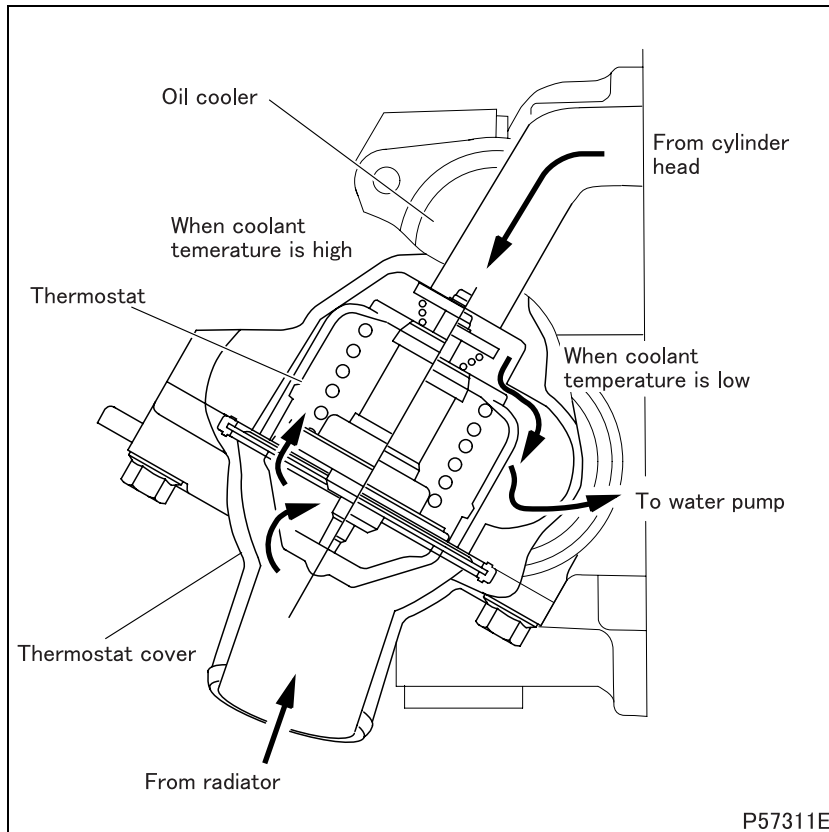 Oil cooler
From cylinder
head
When coolant
temerature is high
Thermostat
When coolant
temperature is low
To water pump
Thermostat cover
From radiator
P57311E